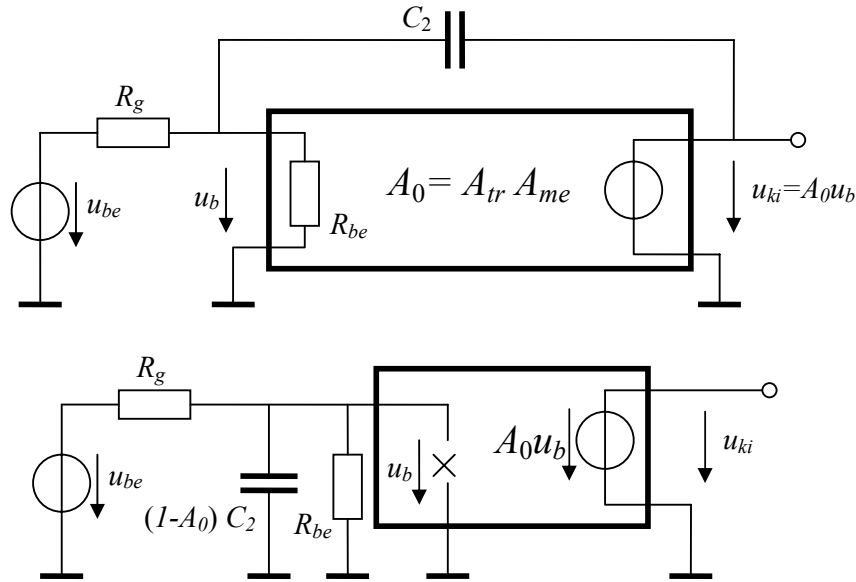 C2
Rg
ube
ub
Rbe
A0= Atr Ame
uki=A0ub
Rg
ube
(1-A0) C2
Rbe
ub
A0ub
uki